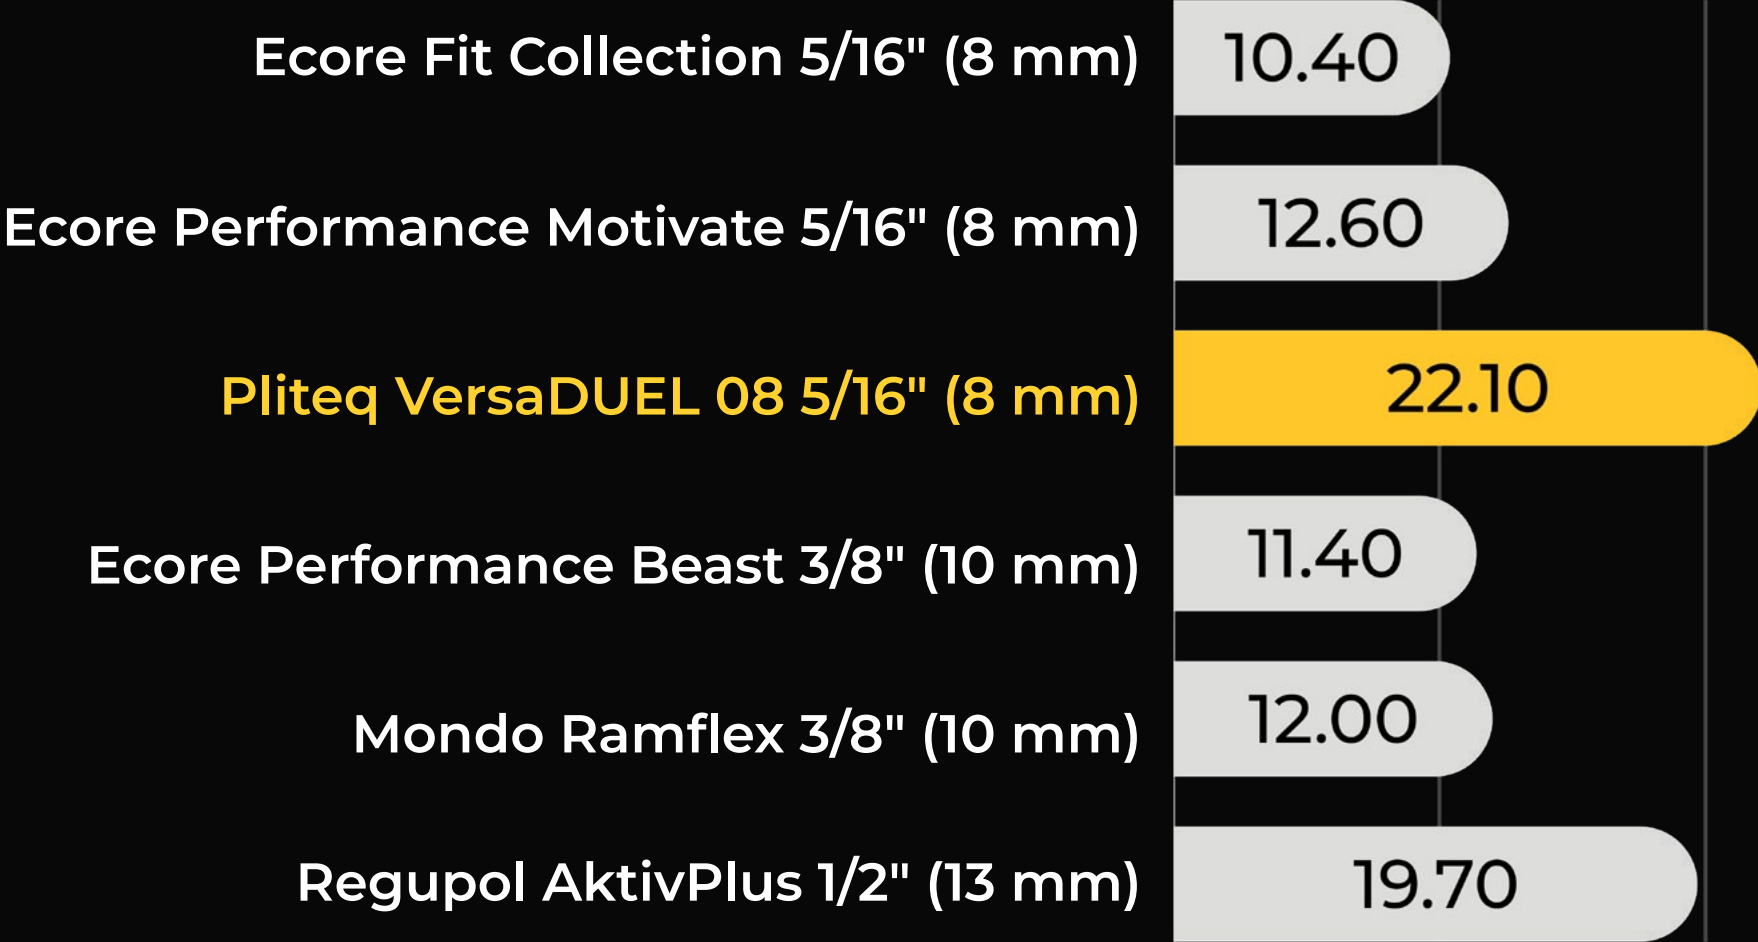 Ecore Fit Collection 5/16" (8 mm) 10.40
Ecore Performance Motivate 5/16" (8 mm) 12.60
Pliteq VersaDUEL 08 5/16" (8 mm) 22.10
Ecore Performance Beast 3/8" (10 mm) 11.40
Mondo Ramflex 3/8" (10 mm) 12.00
Regupol AktivPlus 1/2" (13 mm) 19.70